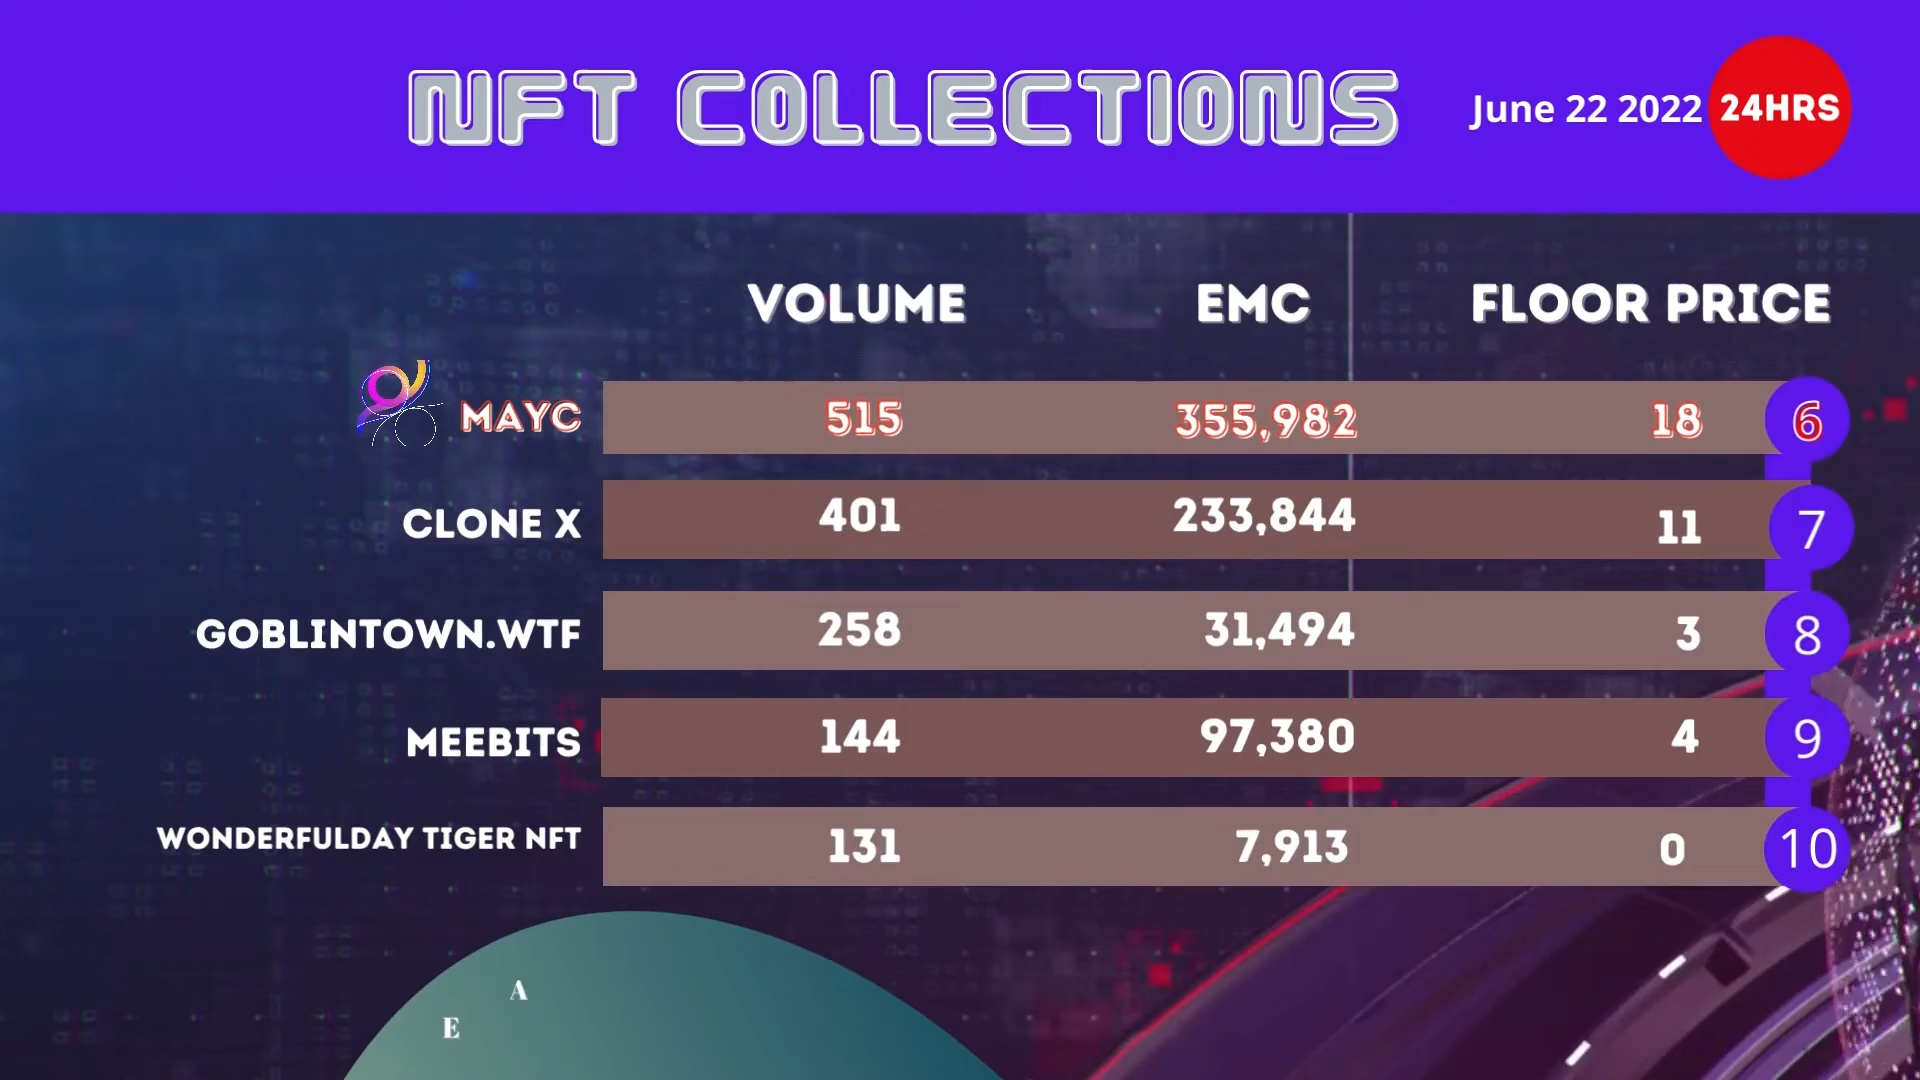 NFT COLLECTIONS June 22 2022 24HRS
VOLUME EMC FLOOR PRICE
MAYC 515 355,982 18 6
CLONE X 401 233,844 11 7
GOBLINTOWN.WTF 258 31,494 3 8
MEEBITS 144 97,380 4 9
WONDERFULDAY TIGER NFT 131 7,913 0 10
A
E